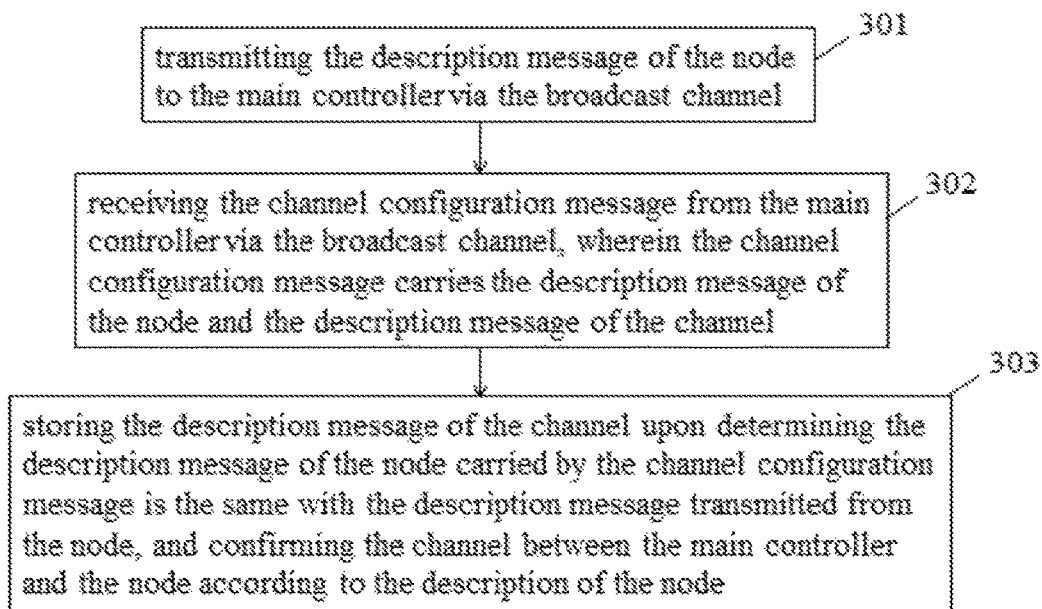 301
transmitting the description message of the node
to the main controller via the broadcast channel
302
receiving the channel configuration message from the main
controller via the broadcast channel, wherein the channel
configuration message carries the description message of
the node and the description message of the channel
303
storing the description message of the channel upon determining the
description message of the node carried by the channel configuration
message is the same with the description message transmitted from
the node, and confirming the channel between the main controller
and the node according to the description of the node